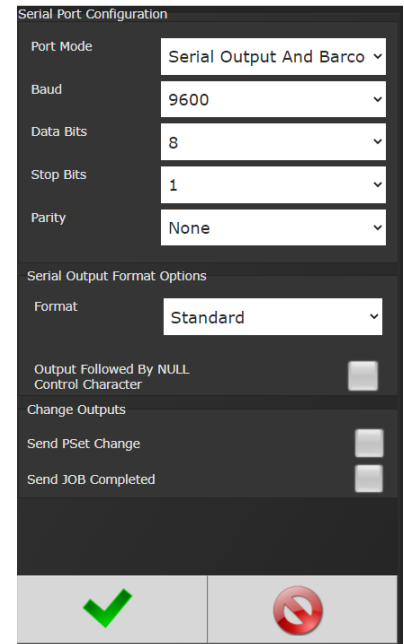 Serial Port Configuration
Port Mode
Serial Output And Barco
Baud
9600
Data Bits
8
Stop Bits
1
Parity
None
Serial Output Format Options
Format
Standard
Output Followed By NULL
Control Character
Change Outputs
Send PSet Change
Send JOB Completed